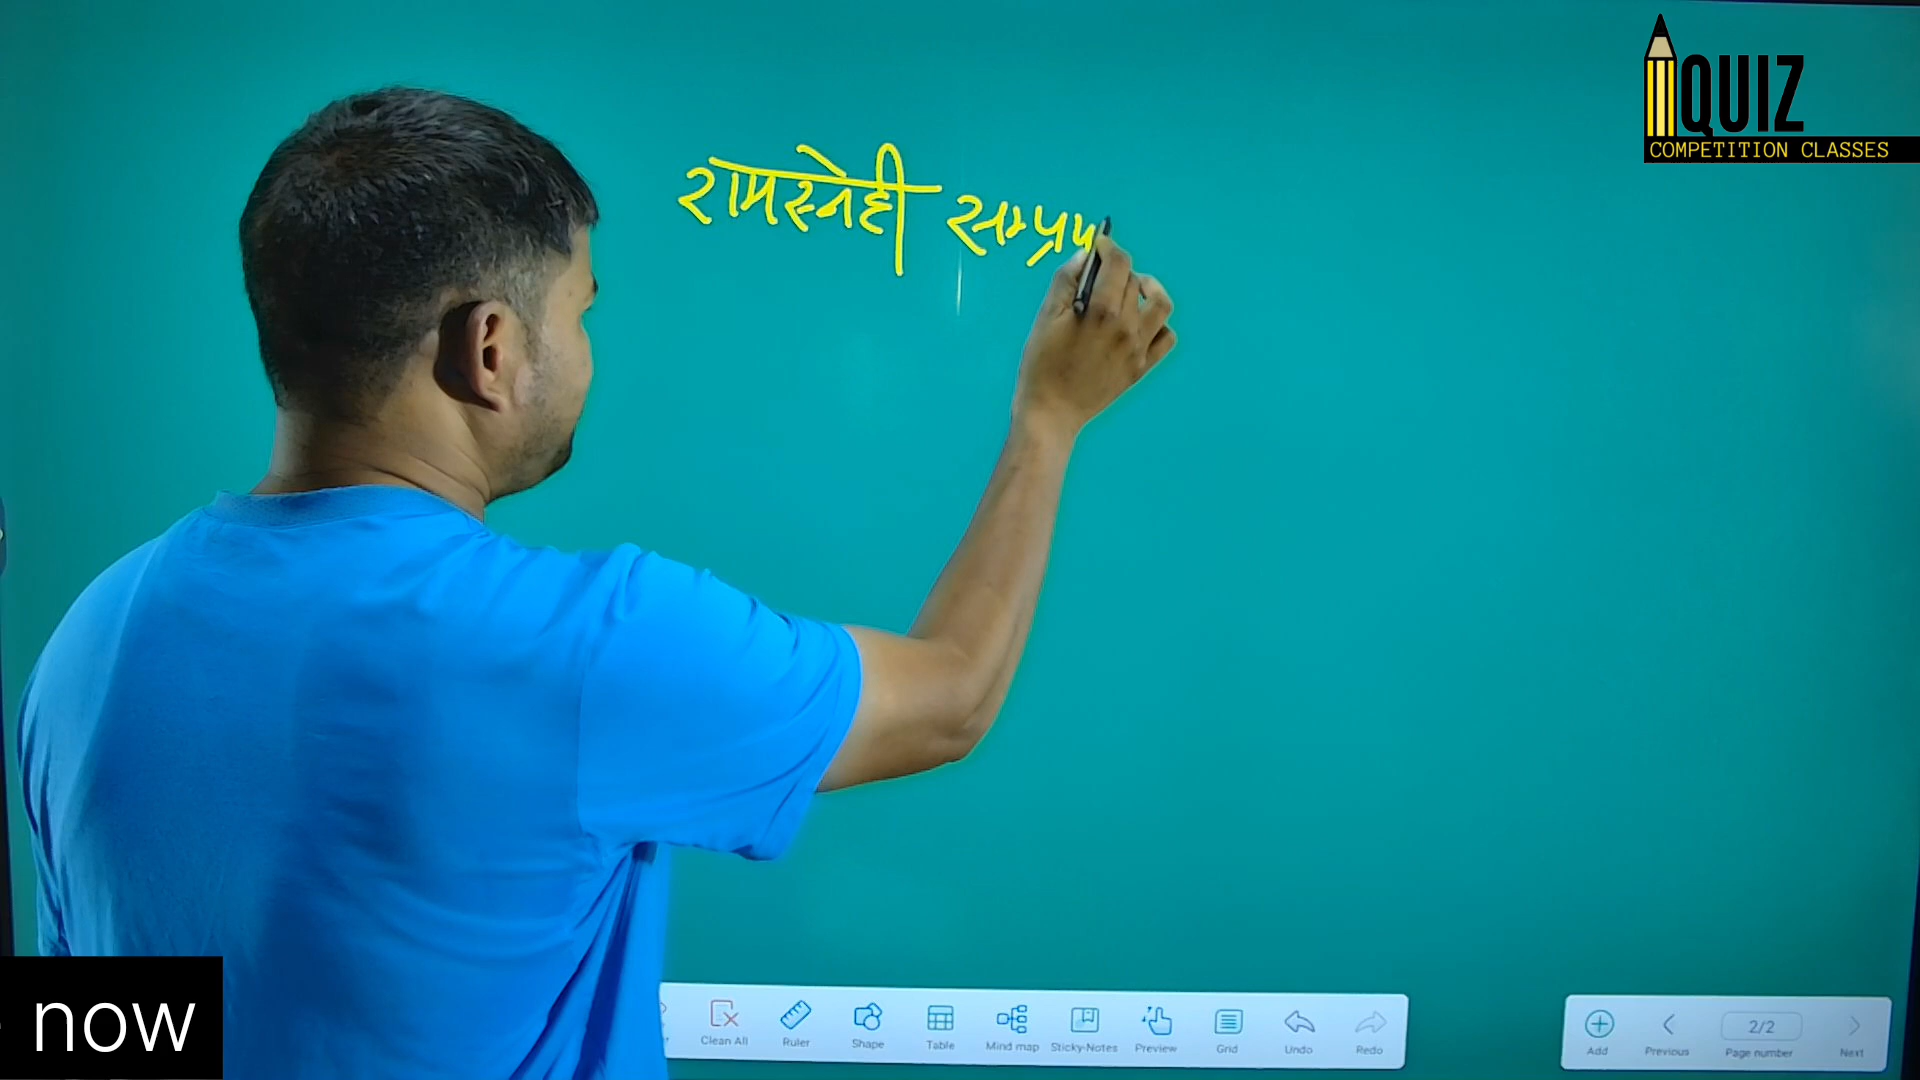 QUIZ
COMPETITION CLASSES
रामस्नेही सम्प्र
now
Clean All Ruler Shape Table Mind map Sticky-Notes Preview Grid Undo Redo
Add Previous 2/2 Page number Next